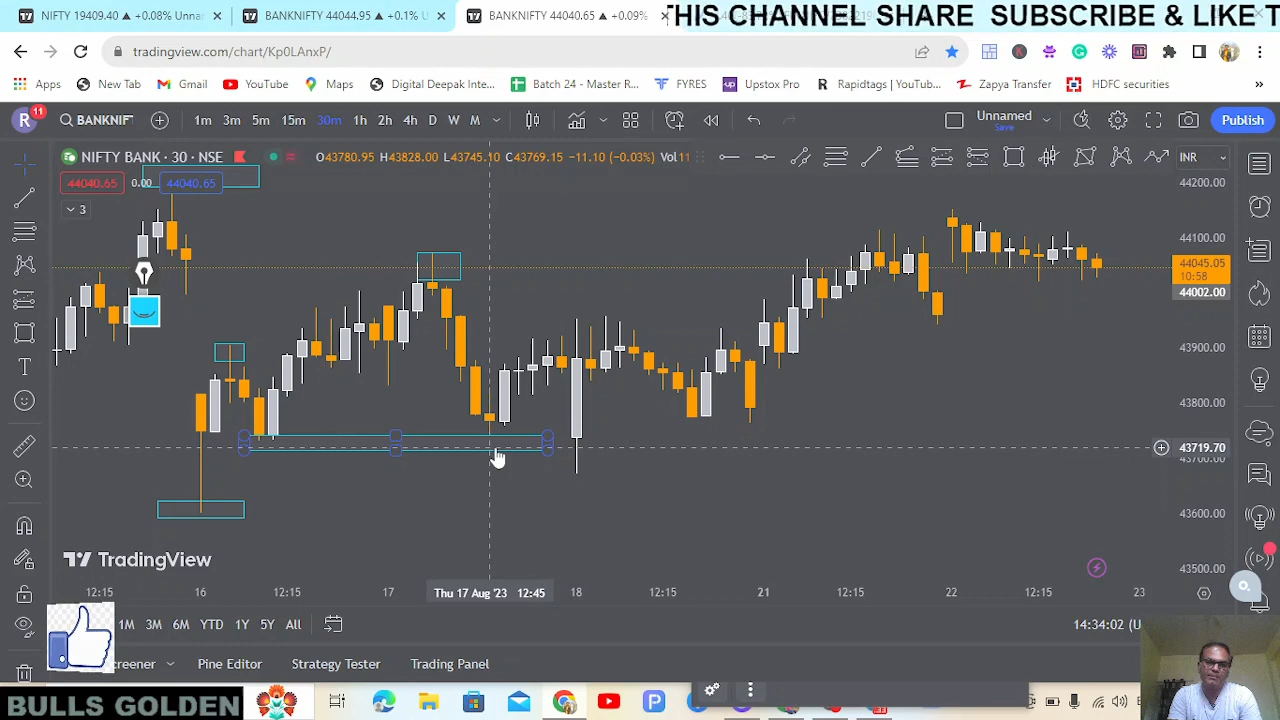 NIFTY 19409.40 ▲ +0.08% Unnar
BANKNIFTY 44044.95 ▲ +0.1% U
BANKNIFTY 44040.65 ▲ +0.09%
THIS CHANNEL SHARE SUBSCRIBE & LIKE T
tradingview.com/chart/Kp0LAnxP/
Apps New Tab Gmail YouTube Maps Digital Deepak - Ent... Batch 24 - Master R... FYRES Upstox Pro Rapidtags | YouTub... Zapya Transfer HDFC securities »
R 11 BANKNIFT 1m 3m 5m 15m 30m 1h 2h 4h D W M Unnamed Save Publish
NIFTY BANK · 30 · NSE O43780.95 H43828.00 L43745.10 C43769.15 −11.10 (−0.03%) Vol11 INR
44040.65 0.00 44040.65
3
44200.00
44100.00
44045.05
10:58
44002.00
43900.00
43800.00
43719.70
43700.00
43600.00
43500.00
TradingView
12:15 16 12:15 17 Thu 17 Aug '23 12:45 18 12:15 21 12:15 22 12:15 23
1M 3M 6M YTD 1Y 5Y All 14:34:02 (U
creener Pine Editor Strategy Tester Trading Panel
BULLS GOLDEN